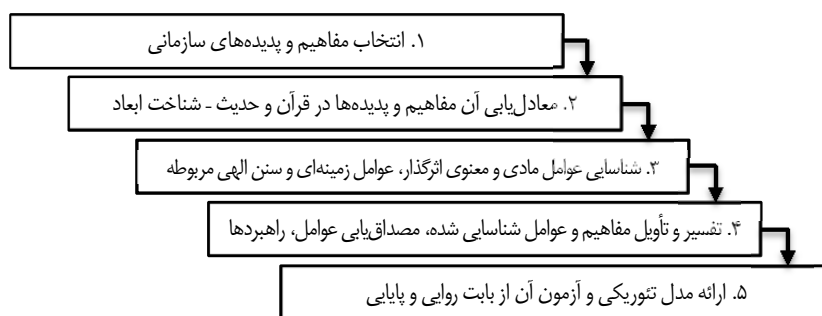 ۱. انتخاب مفاهیم و پدیده‌های سازمانی
۲. معادل‌یابی آن مفاهیم و پدیده‌ها در قرآن و حدیث - شناخت ابعاد
۳. شناسایی عوامل مادی و معنوی اثرگذار، عوامل زمینه‌ای و سنن الهی مربوطه
۴. تفسیر و تأویل مفاهیم و عوامل شناسایی شده، مصداق‌یابی عوامل، راهبردها
۵. ارائه مدل تئوریکی و آزمون آن از بابت روایی و پایایی